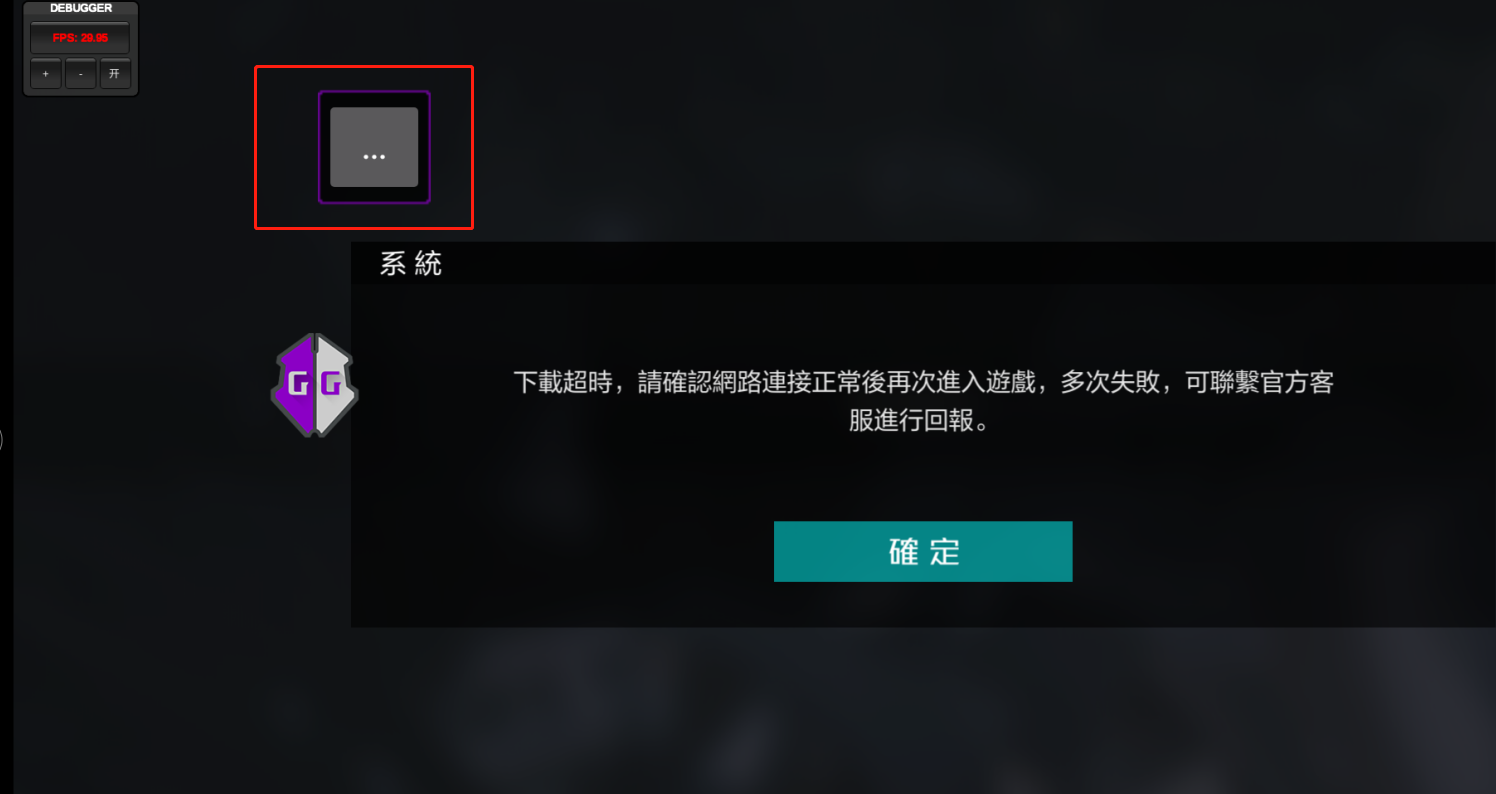 DEBUGGER
FPS: 29.95
+ - 开
...
系統
GG
下載超時，請確認網路連接正常後再次進入遊戲，多次失敗，可聯繫官方客
服進行回報。
確定